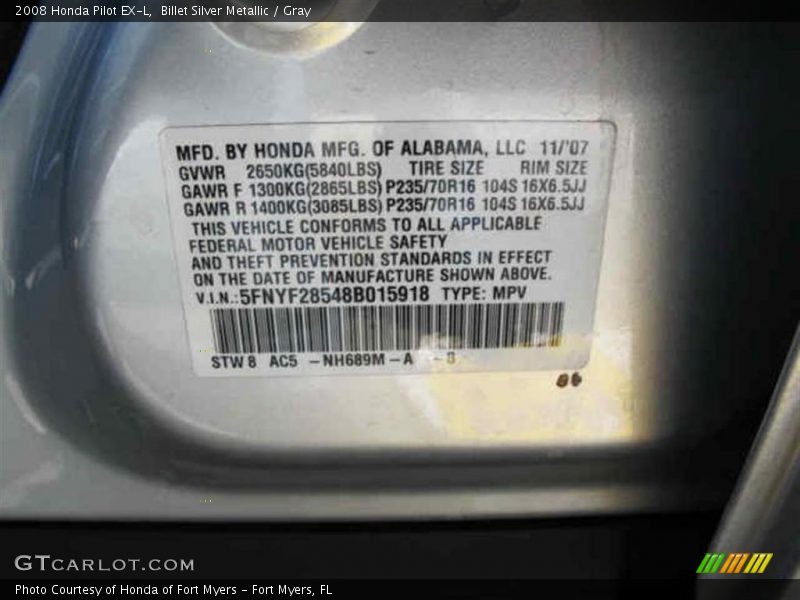 2008 Honda Pilot EX-L, Billet Silver Metallic / Gray
MFD. BY HONDA MFG. OF ALABAMA, LLC 11/'07
GVWR 2650KG(5840LBS) TIRE SIZE RIM SIZE
GAWR F 1300KG(2865LBS) P235/70R16 104S 16X6.5JJ
GAWR R 1400KG(3085LBS) P235/70R16 104S 16X6.5JJ
THIS VEHICLE CONFORMS TO ALL APPLICABLE
FEDERAL MOTOR VEHICLE SAFETY
AND THEFT PREVENTION STANDARDS IN EFFECT
ON THE DATE OF MANUFACTURE SHOWN ABOVE.
V.I.N.:5FNYF28548B015918 TYPE: MPV
STW8 AC5 -NH689M-A -
GTCARLOT.COM
Photo Courtesy of Honda of Fort Myers - Fort Myers, FL